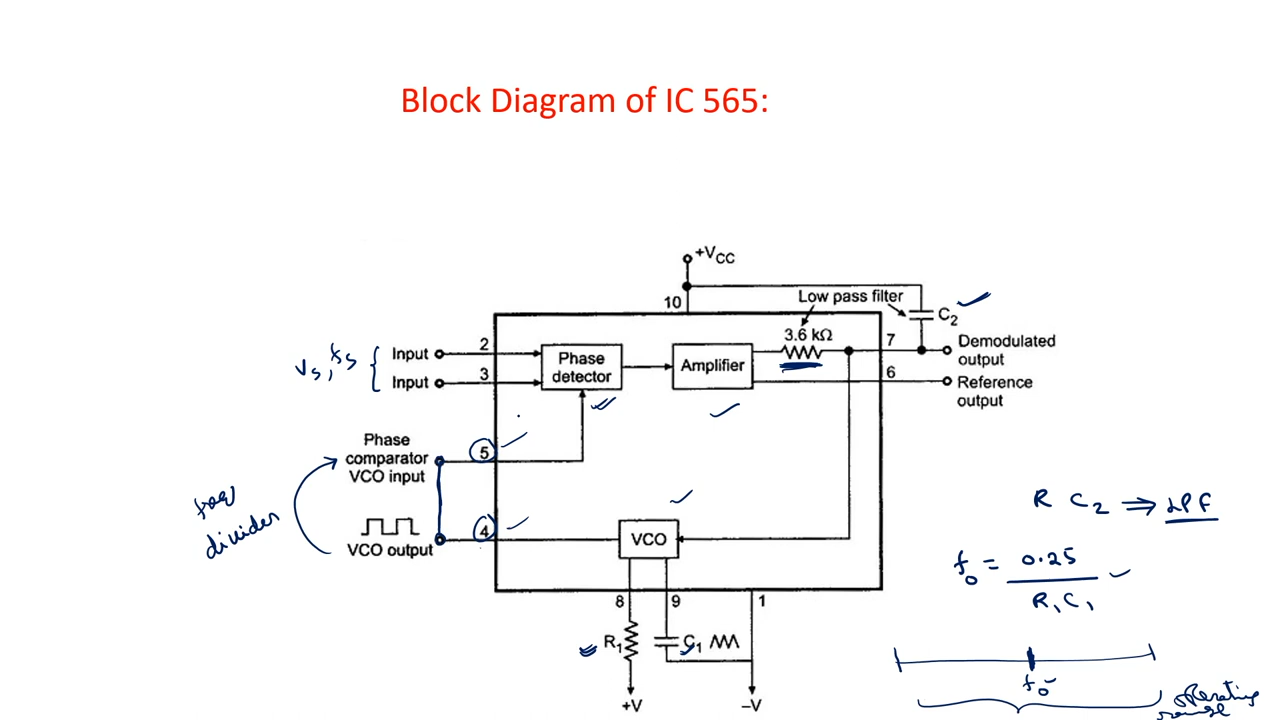 Block Diagram of IC 565:
+VCC
10
Low pass filter
C2
3.6 kΩ
7
Demodulated
output
6
Reference
output
Vs, fs
Input
2
Input
3
Phase
detector
Amplifier
Phase
comparator
VCO input
5
freq
divider
VCO output
4
VCO
8
9
1
R1
C1
+V
–V
R C2 ⇒ LPF
f0 = 0.25
R1C1
f0
operating
range